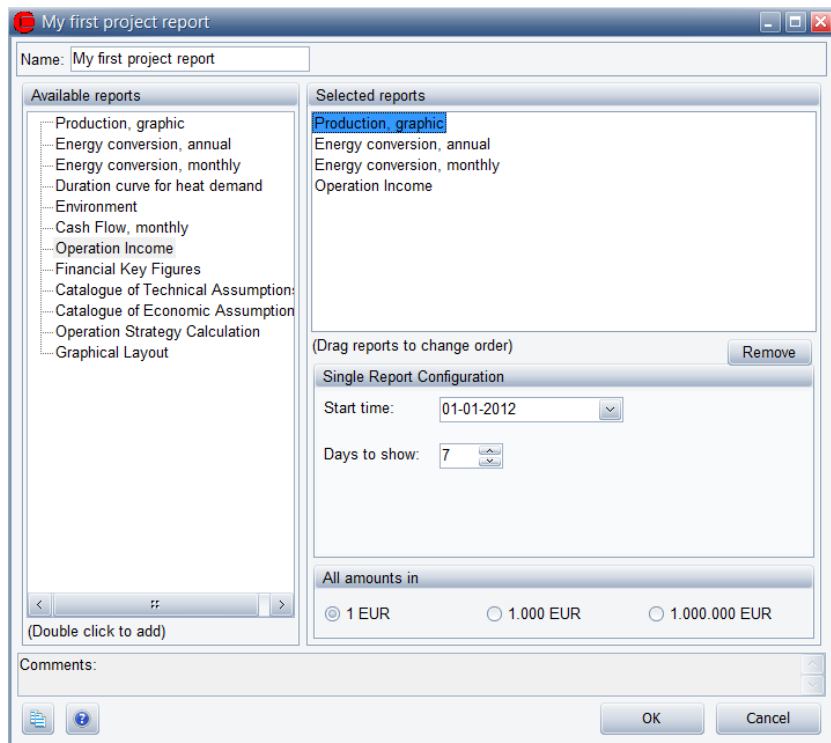 My first project report
Name: My first project report
Available reports
Production, graphic
Energy conversion, annual
Energy conversion, monthly
Duration curve for heat demand
Environment
Cash Flow, monthly
Operation Income
Financial Key Figures
Catalogue of Technical Assumption
Catalogue of Economic Assumption
Operation Strategy Calculation
Graphical Layout
(Double click to add)
Selected reports
Production, graphic
Energy conversion, annual
Energy conversion, monthly
Operation Income
(Drag reports to change order)
Remove
Single Report Configuration
Start time: 01-01-2012
Days to show: 7
All amounts in
1 EUR 1.000 EUR 1.000.000 EUR
Comments:
OK Cancel